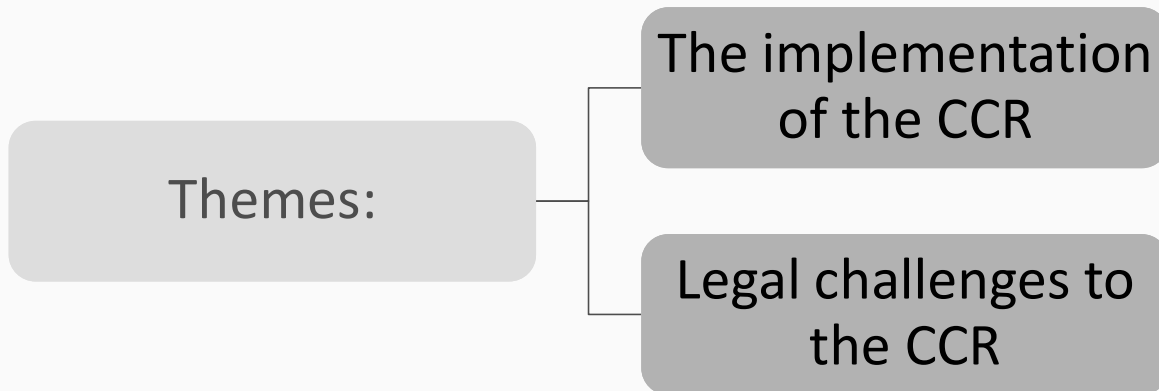 Themes:
The implementation
of the CCR
Legal challenges to
the CCR